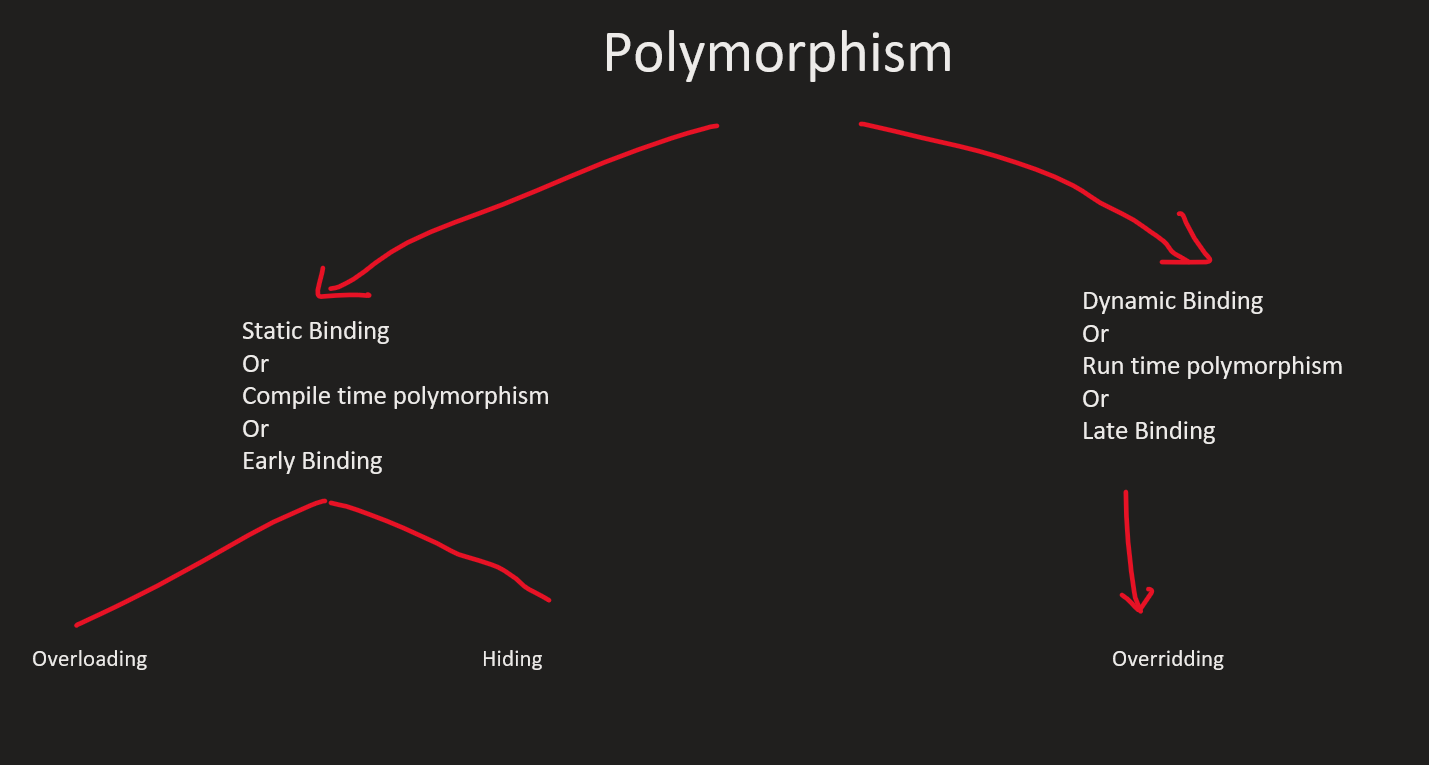 Polymorphism
Static Binding
Or
Compile time polymorphism
Or
Early Binding
Dynamic Binding
Or
Run time polymorphism
Or
Late Binding
Overloading
Hiding
Overridding